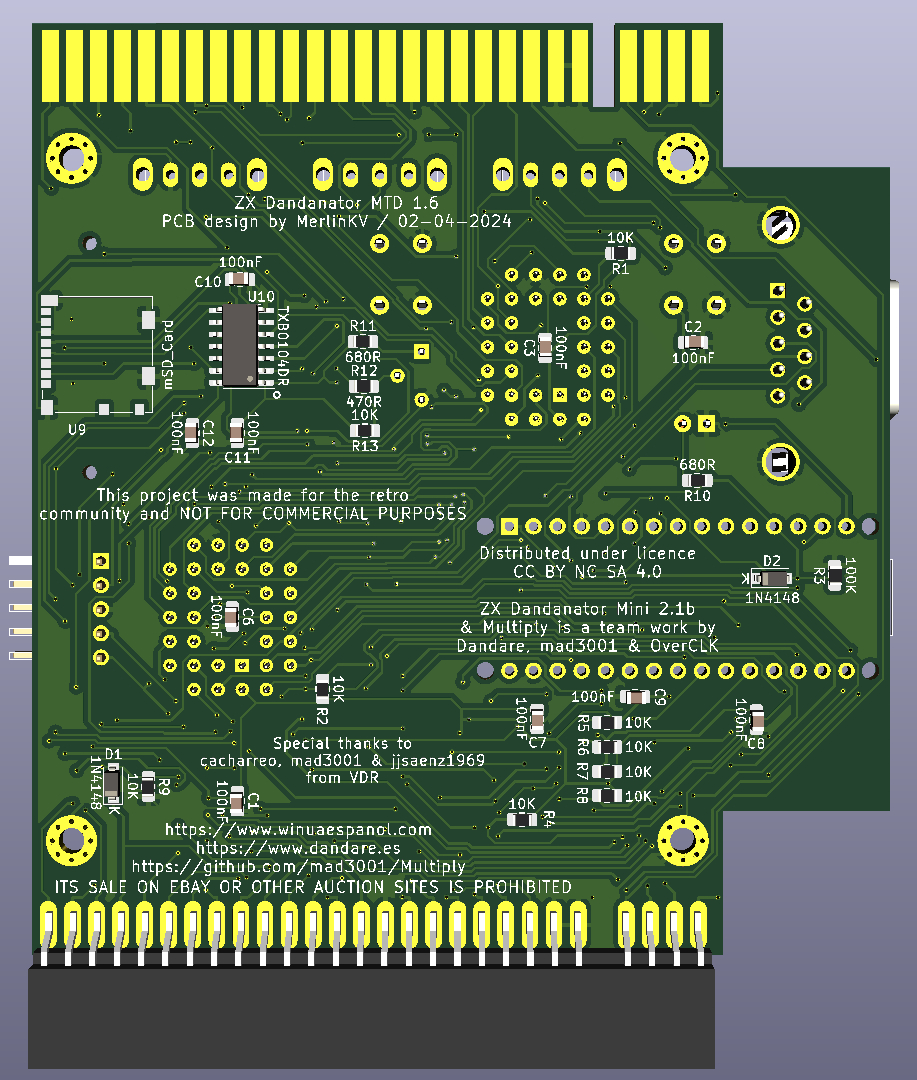 ZX Dandanator MTD 1.6
PCB design by MerlinKV / 02-04-2024
10K
R1
100nF
C10
U10
TXB0104DR
µSD_Card
U9
R11
680R
R12
470R
10K
R13
C3
100nF
C2
100nF
100nF
C12
100nF
C11
680R
R10
This project was made for the retro
community and NOT FOR COMMERCIAL PURPOSES
Distributed under licence
CC BY NC SA 4.0
D2
K
1N4148
R3
100K
ZX Dandanator Mini 2.1b
& Multiply is a team work by
Dandare, mad3001 & OverCLK
100nF
C6
10K
R2
100nF
C9
100nF
C7
R5
10K
R6
10K
R7
10K
R8
10K
100nF
C8
Special thanks to
cacharreo, mad3001 & jjsaenz1969
from VDR
D1
1N4148
K
10K
R9
100nF
C1
10K
R4
https://www.winuaespanol.com
https://www.dandare.es
https://github.com/mad3001/Multiply
ITS SALE ON EBAY OR OTHER AUCTION SITES IS PROHIBITED